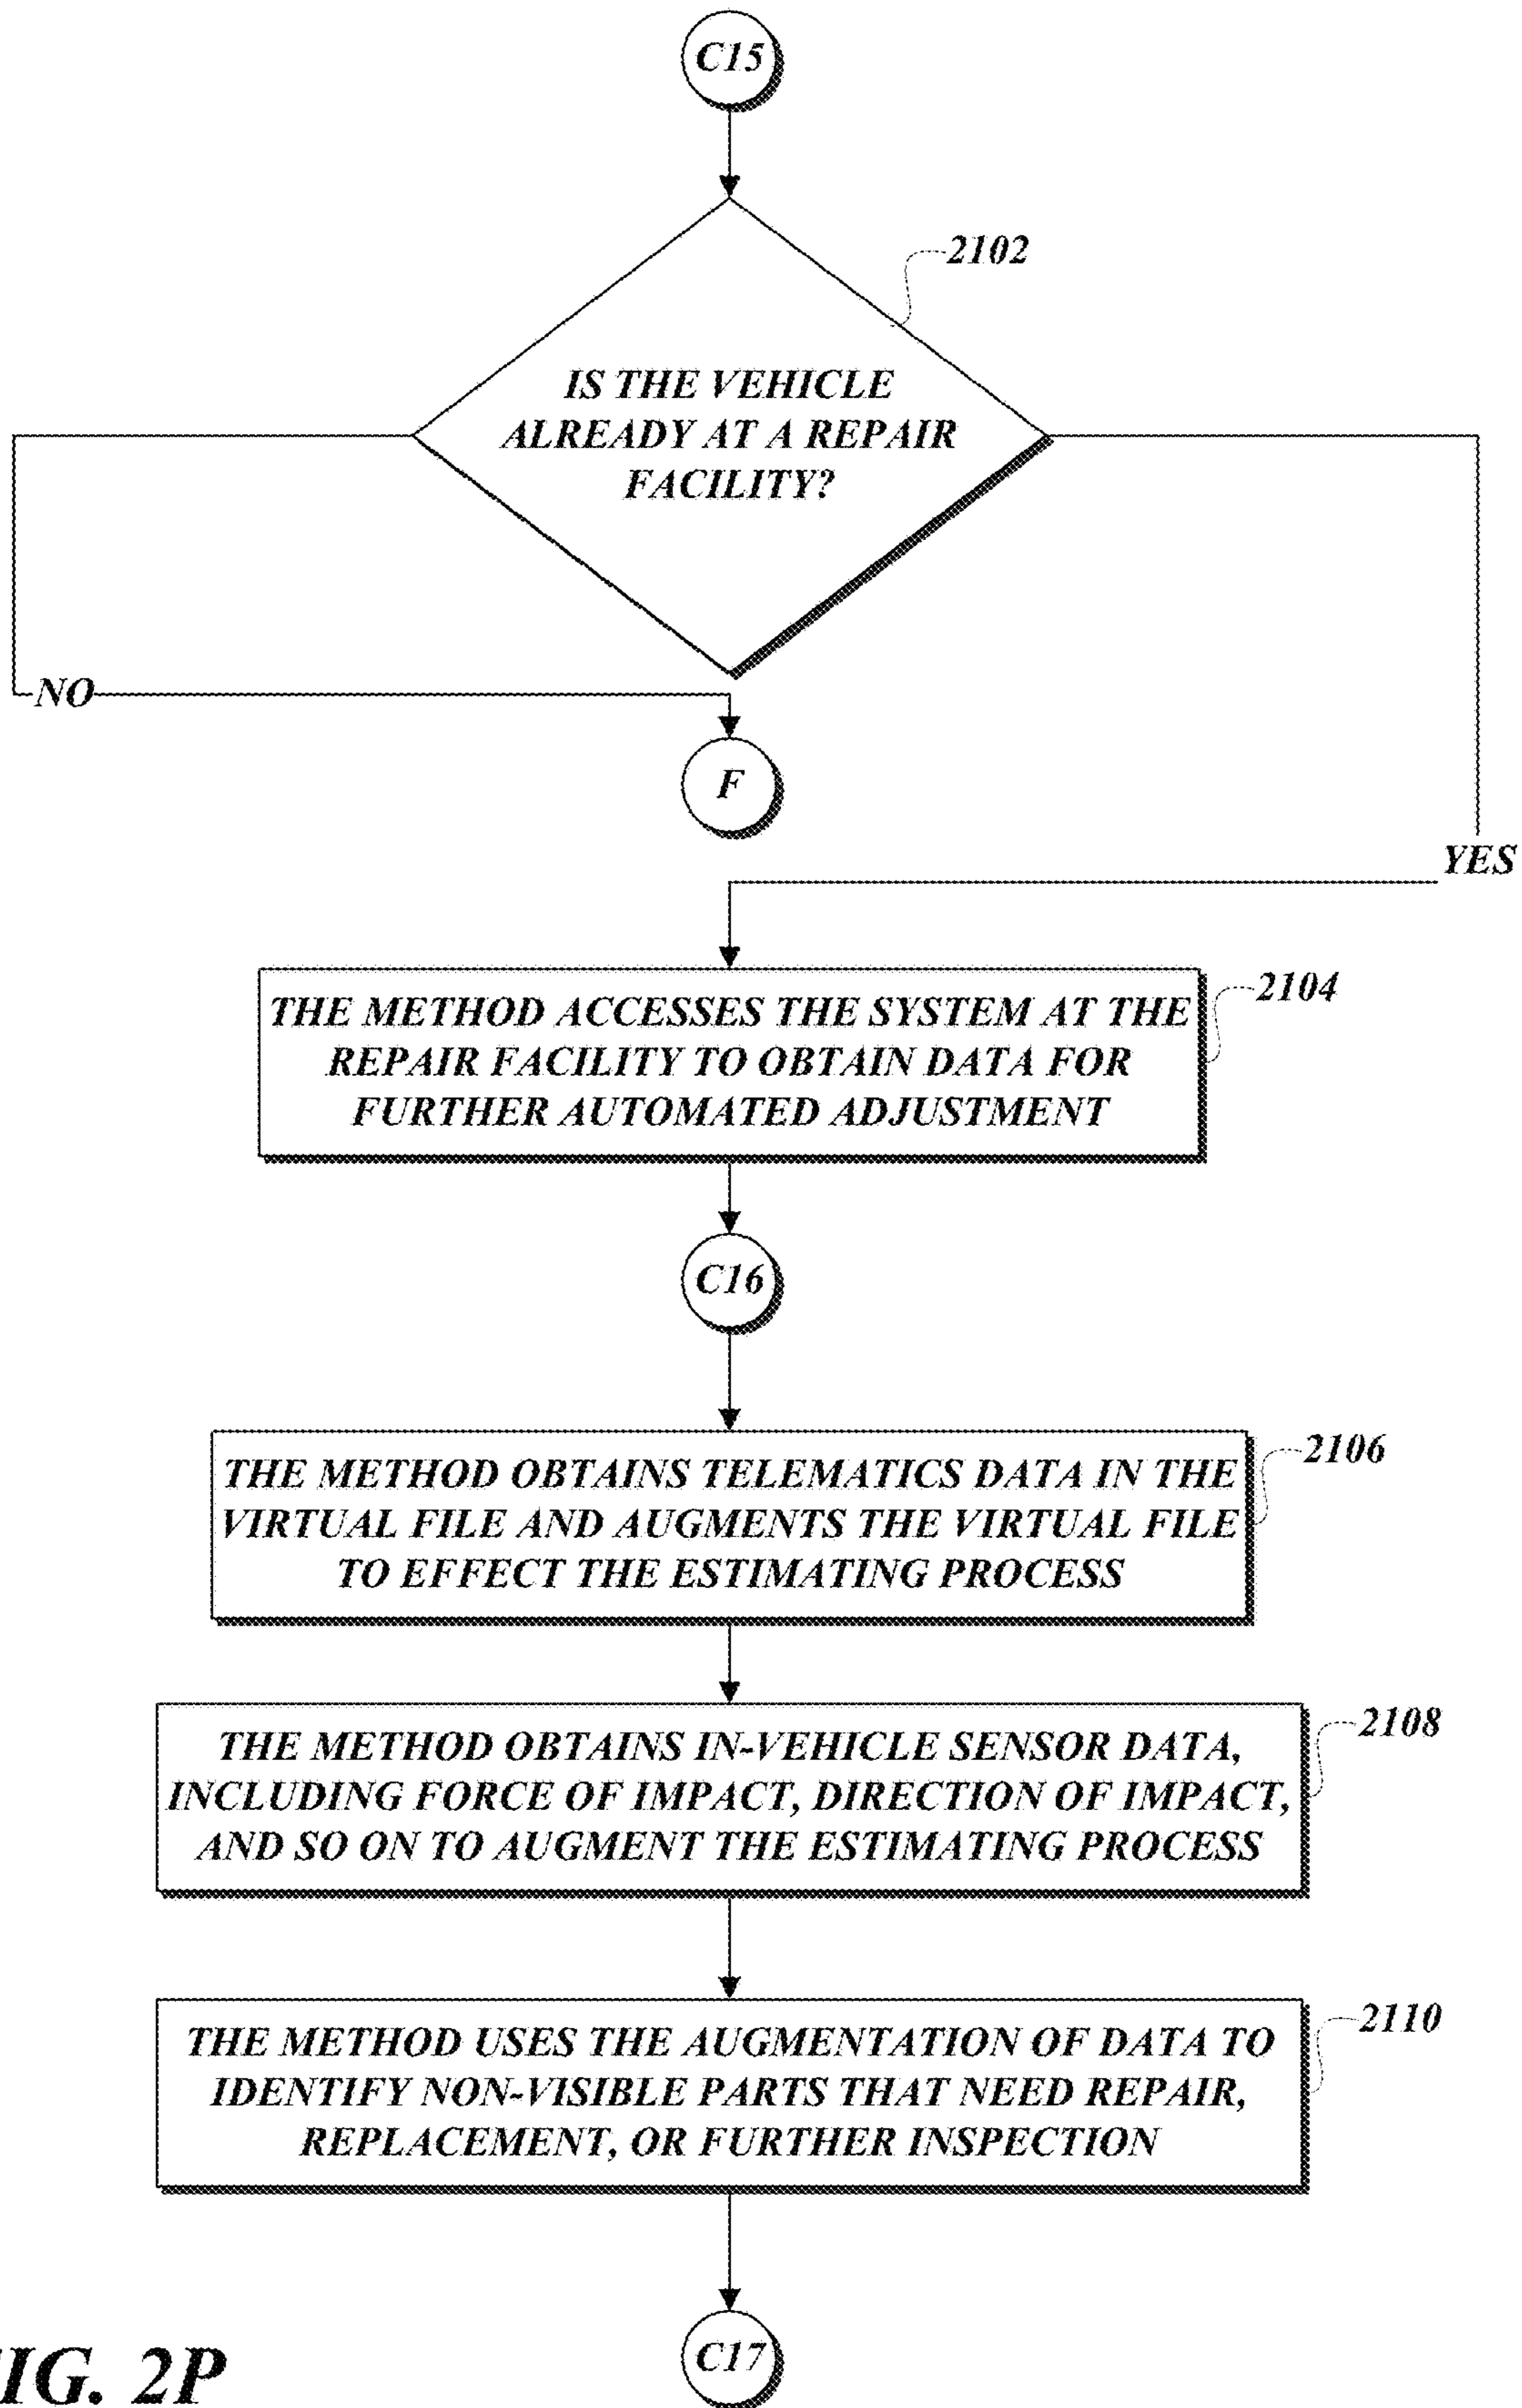 C15
2102
IS THE VEHICLE
ALREADY AT A REPAIR
FACILITY?
NO
F
YES
2104
THE METHOD ACCESSES THE SYSTEM AT THE
REPAIR FACILITY TO OBTAIN DATA FOR
FURTHER AUTOMATED ADJUSTMENT
C16
2106
THE METHOD OBTAINS TELEMATICS DATA IN THE
VIRTUAL FILE AND AUGMENTS THE VIRTUAL FILE
TO EFFECT THE ESTIMATING PROCESS
2108
THE METHOD OBTAINS IN-VEHICLE SENSOR DATA,
INCLUDING FORCE OF IMPACT, DIRECTION OF IMPACT,
AND SO ON TO AUGMENT THE ESTIMATING PROCESS
2110
THE METHOD USES THE AUGMENTATION OF DATA TO
IDENTIFY NON-VISIBLE PARTS THAT NEED REPAIR,
REPLACEMENT, OR FURTHER INSPECTION
C17
IG. 2P